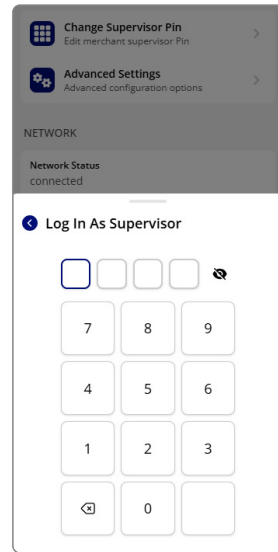 Change Supervisor Pin
Edit merchant supervisor Pin
Advanced Settings
Advanced configuration options
NETWORK
Network Status
connected
Log In As Supervisor
7 8 9
4 5 6
1 2 3
0